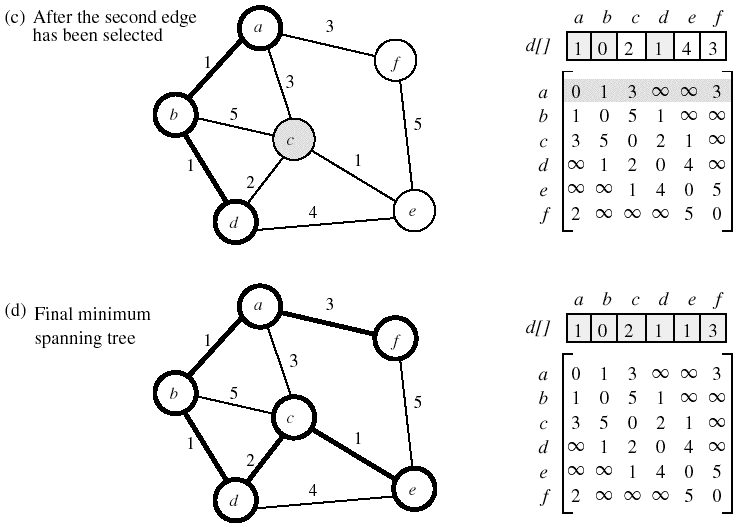 (c) After the second edge
has been selected
a
3
f
1
3
b
5
c
5
1
1
2
d
4
e
a b c d e f
d[] 1 0 2 1 4 3
a 0 1 3 ∞ ∞ 3
b 1 0 5 1 ∞ ∞
c 3 5 0 2 1 ∞
d ∞ 1 2 0 4 ∞
e ∞ ∞ 1 4 0 5
f 2 ∞ ∞ ∞ 5 0
(d) Final minimum
spanning tree
a
3
f
1
3
b
5
c
5
1
1
2
d
4
e
a b c d e f
d[] 1 0 2 1 1 3
a 0 1 3 ∞ ∞ 3
b 1 0 5 1 ∞ ∞
c 3 5 0 2 1 ∞
d ∞ 1 2 0 4 ∞
e ∞ ∞ 1 4 0 5
f 2 ∞ ∞ ∞ 5 0